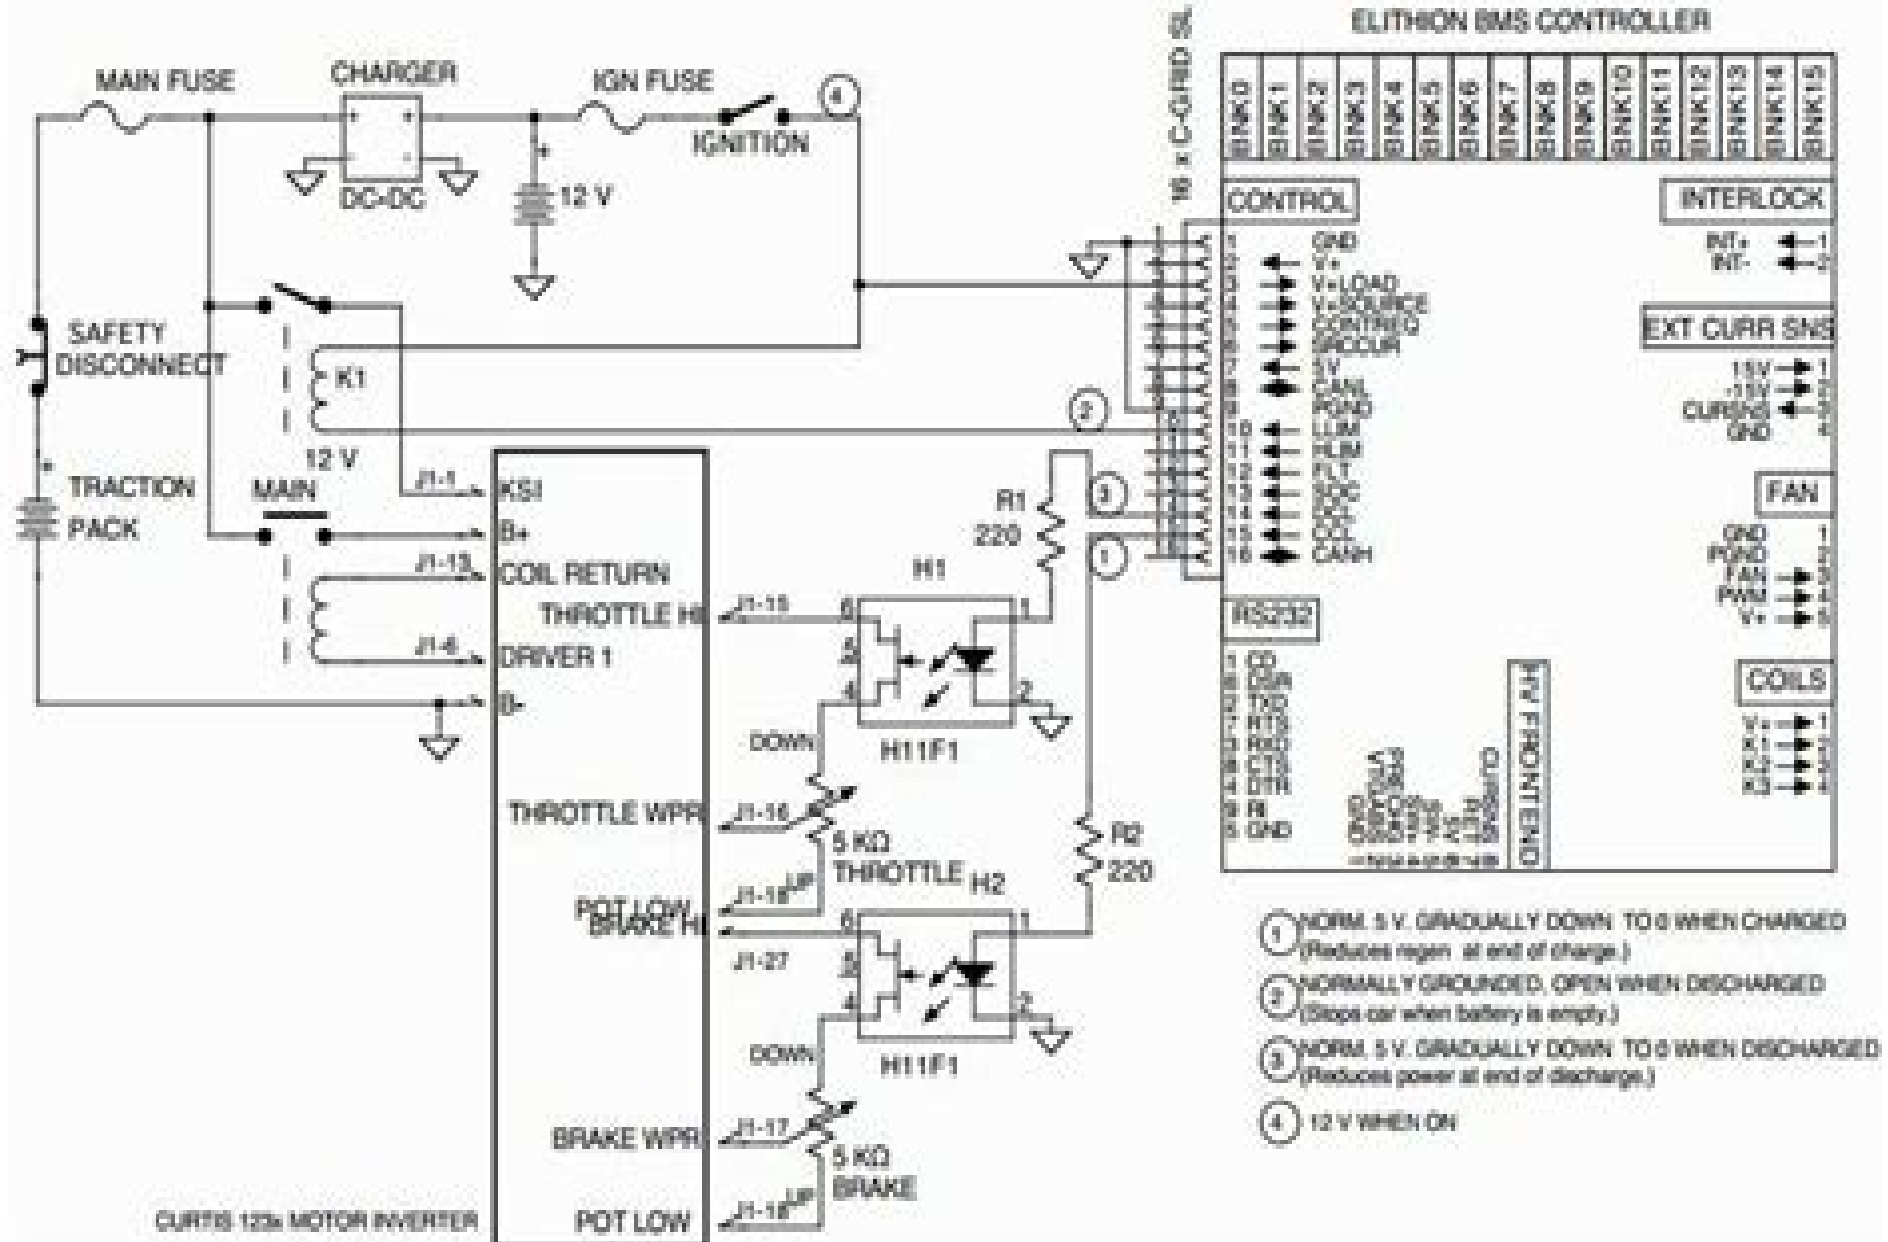 ELITHION BMS CONTROLLER
16 x C-GRID SL
BNK0
BNK1
BNK2
BNK3
BNK4
BNK5
BNK6
BNK7
BNK8
BNK9
BNK10
BNK11
BNK12
BNK13
BNK14
BNK15
MAIN FUSE
CHARGER
DC-DC
IGN FUSE
IGNITION
4
12 V
SAFETY
DISCONNECT
K1
12 V
TRACTION
PACK
MAIN
2
3
1
CONTROL
1 GND
V+
V+LOAD
V+SOURCE
CONTREQ
SRCCUR
5V
CANL
PGND
10 LLIM
11 HLIM
12 FLT
13 SOC
14 DCL
15 CCL
16 CANH
INTERLOCK
INT+ 1
INT- 2
EXT CURR SNS
15V 1
-15V 2
CURSNS 3
GND 4
FAN
GND 1
PGND 2
FAN 3
PWM 4
V+ 5
COILS
V+ 1
K1 2
K2 3
K3 4
RS232
1 CD
6 DSR
2 TXD
7 RTS
3 RXD
8 CTS
4 DTR
9 RI
5 GND
HV FRONT END
J1-1
KSI
B+
J1-13
COIL RETURN
J1-6
DRIVER 1
B-
THROTTLE HI
J1-15
THROTTLE WPR
J1-16
POT LOW
J1-18
BRAKE HI
J1-27
BRAKE WPR
J1-17
POT LOW
J1-18
CURTIS 123x MOTOR INVERTER
R1
220
H1
6
5
4
1
2
H11F1
DOWN
5 KΩ
THROTTLE
UP
R2
220
H2
6
5
4
1
2
H11F1
DOWN
5 KΩ
BRAKE
UP
1 NORM. 5 V. GRADUALLY DOWN TO 0 WHEN CHARGED
(Reduces regen at end of charge.)
2 NORMALLY GROUNDED, OPEN WHEN DISCHARGED
(Stops car when battery is empty.)
3 NORM. 5 V. GRADUALLY DOWN TO 0 WHEN DISCHARGED
(Reduces power at end of discharge.)
4 12 V WHEN ON